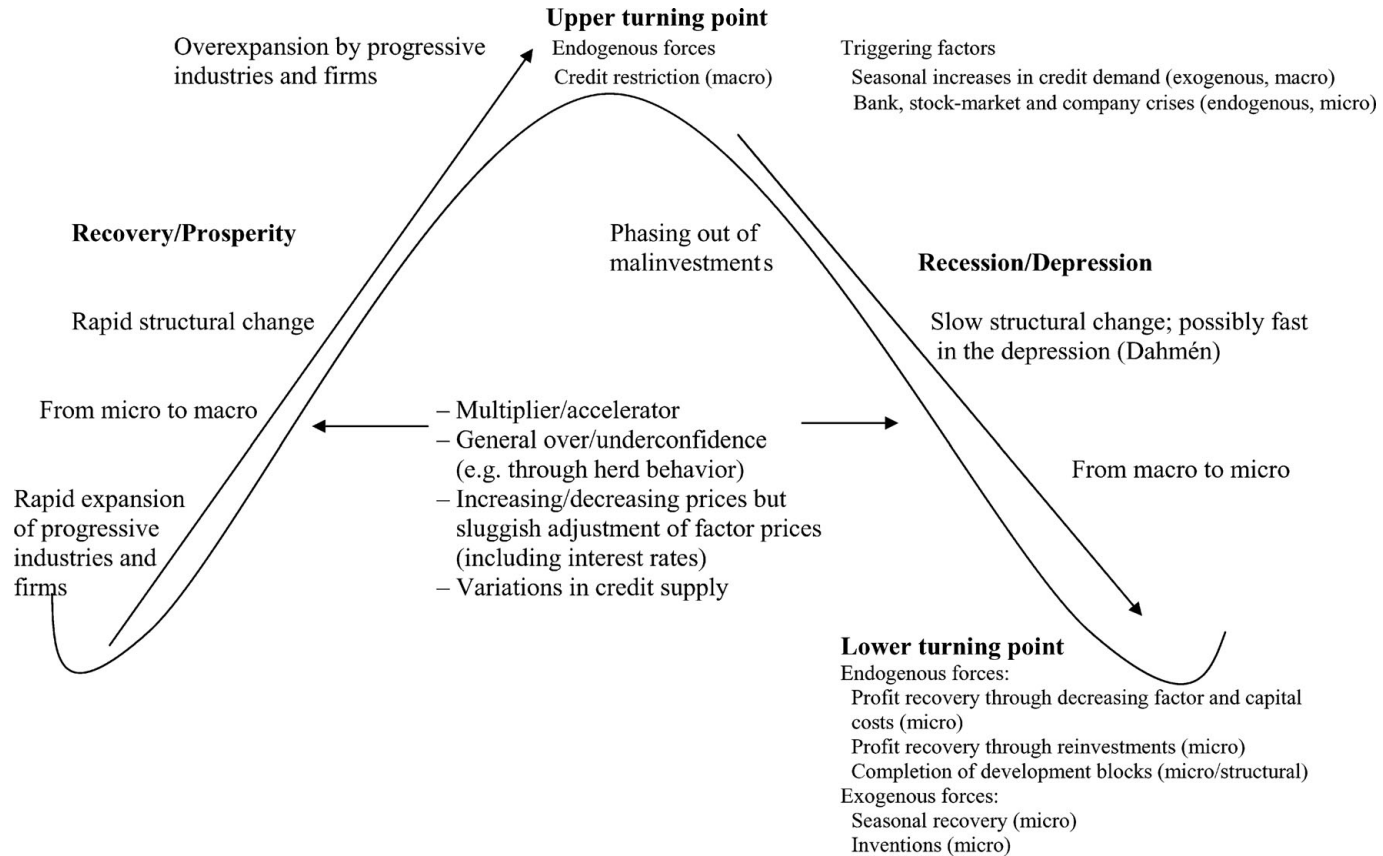 Upper turning point
Overexpansion by progressive
industries and firms
Endogenous forces
Credit restriction (macro)
Triggering factors
Seasonal increases in credit demand (exogenous, macro)
Bank, stock-market and company crises (endogenous, micro)
Recovery/Prosperity
Phasing out of
malinvestments
Recession/Depression
Rapid structural change
Slow structural change; possibly fast
in the depression (Dahmén)
From micro to macro
– Multiplier/accelerator
– General over/underconfidence
(e.g. through herd behavior)
– Increasing/decreasing prices but
sluggish adjustment of factor prices
(including interest rates)
– Variations in credit supply
From macro to micro
Rapid expansion
of progressive
industries and
firms
Lower turning point
Endogenous forces:
Profit recovery through decreasing factor and capital
costs (micro)
Profit recovery through reinvestments (micro)
Completion of development blocks (micro/structural)
Exogenous forces:
Seasonal recovery (micro)
Inventions (micro)